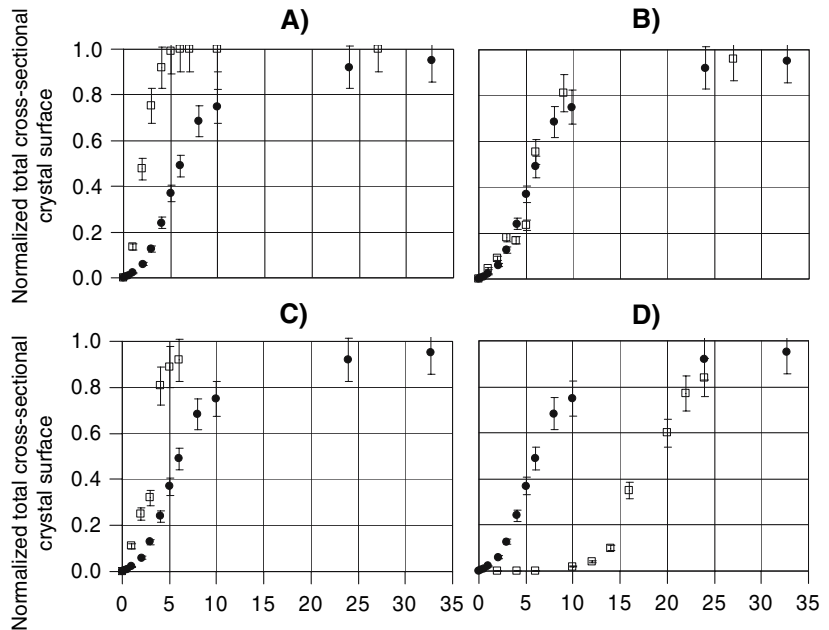 A)
B)
Normalized total cross-sectional
crystal surface
1.0
0.8
0.6
0.4
0.2
0.0
C)
D)
Normalized total cross-sectional
crystal surface
1.0
0.8
0.6
0.4
0.2
0.0
0 5 10 15 20 25 30 35
0 5 10 15 20 25 30 35